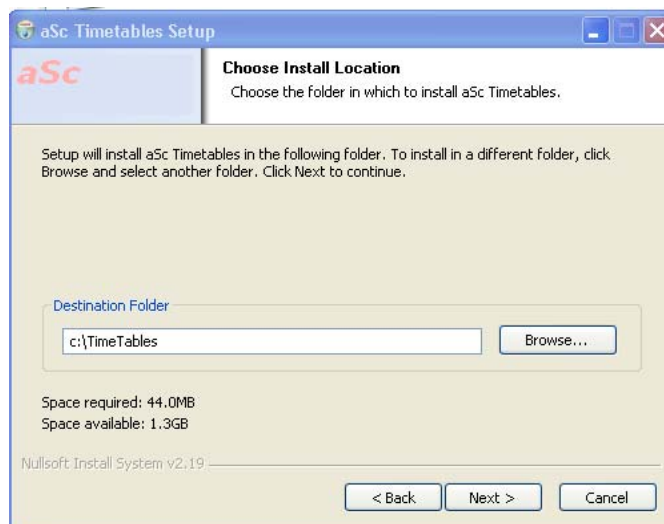 aSc Timetables Setup
aSc
Choose Install Location
Choose the folder in which to install aSc Timetables.
Setup will install aSc Timetables in the following folder. To install in a different folder, click
Browse and select another folder. Click Next to continue.
Destination Folder
c:\TimeTables
Browse...
Space required: 44.0MB
Space available: 1.3GB
Nullsoft Install System v2.19
< Back
Next >
Cancel